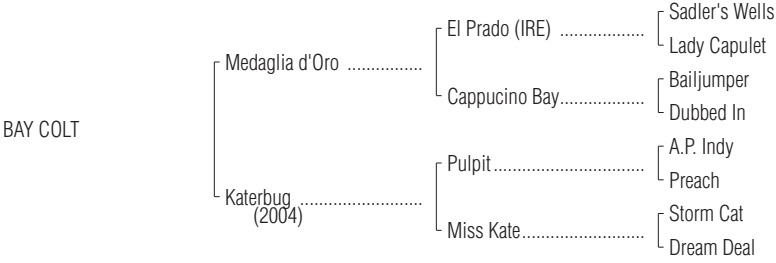 Sadler's Wells
El Prado (IRE) ..................
Lady Capulet
Medaglia d'Oro ................
Bailjumper
Cappucino Bay..................
Dubbed In
BAY COLT
A.P. Indy
Pulpit................................
Preach
Katerbug ..........................
(2004)
Storm Cat
Miss Kate..........................
Dream Deal